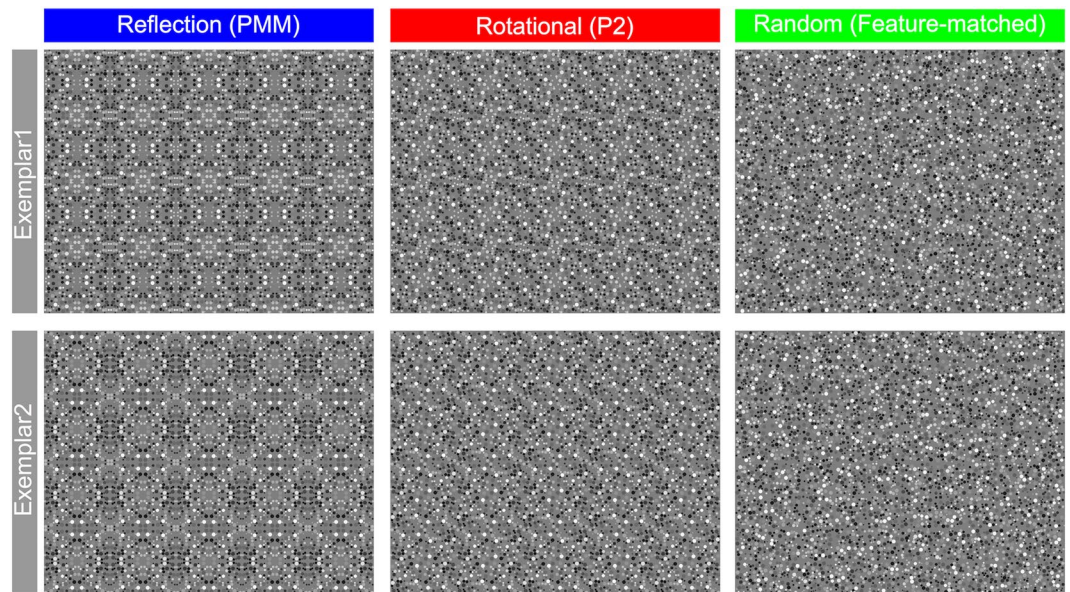 Reflection (PMM)
Rotational (P2)
Random (Feature-matched)
Exemplar1
Exemplar2